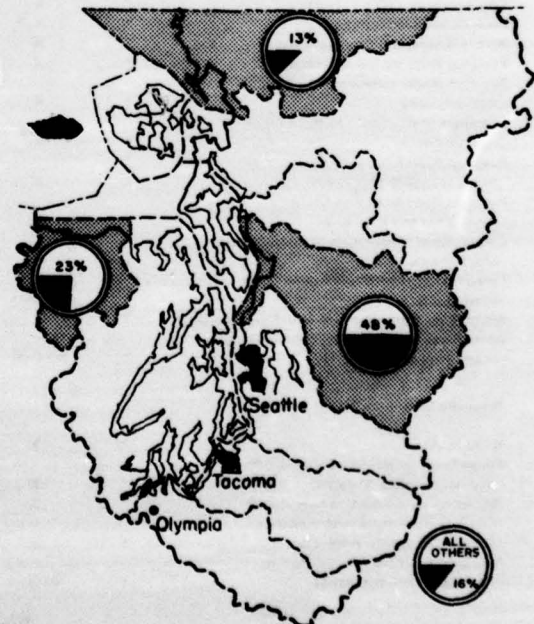 13%
23%
48%
Seattle
Tacoma
Olympia
ALL
OTHERS
16%